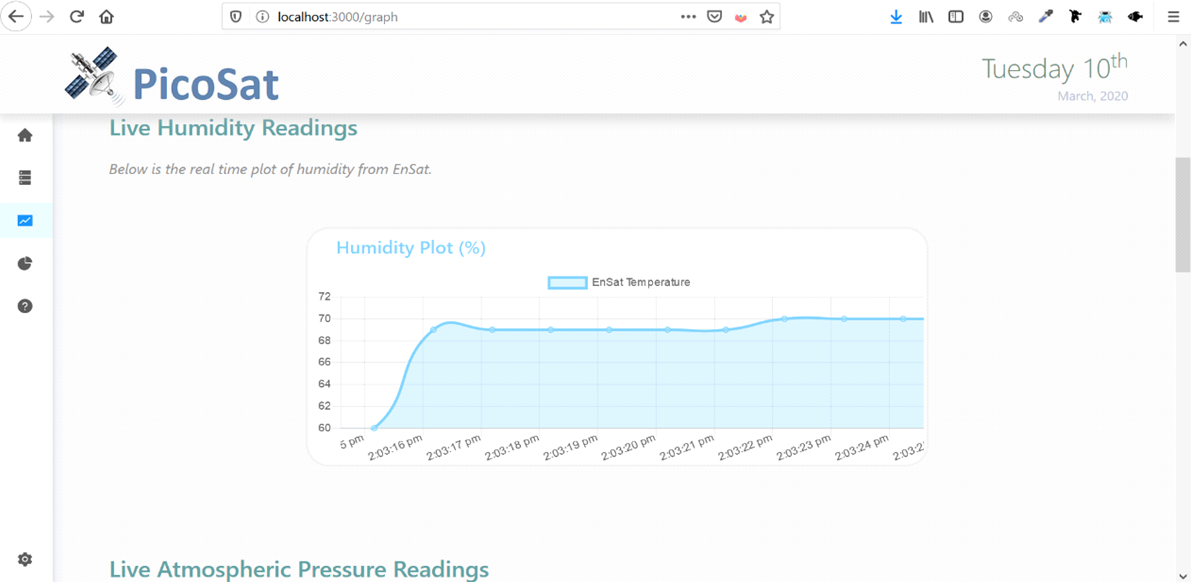 localhost:3000/graph
PicoSat
Tuesday 10th
March, 2020
Live Humidity Readings
Below is the real time plot of humidity from EnSat.
Humidity Plot (%)
EnSat Temperature
72
70
68
66
64
62
60
5 pm
2:03:16 pm
2:03:17 pm
2:03:18 pm
2:03:19 pm
2:03:20 pm
2:03:21 pm
2:03:22 pm
2:03:23 pm
2:03:24 pm
2:03:2
Live Atmospheric Pressure Readings